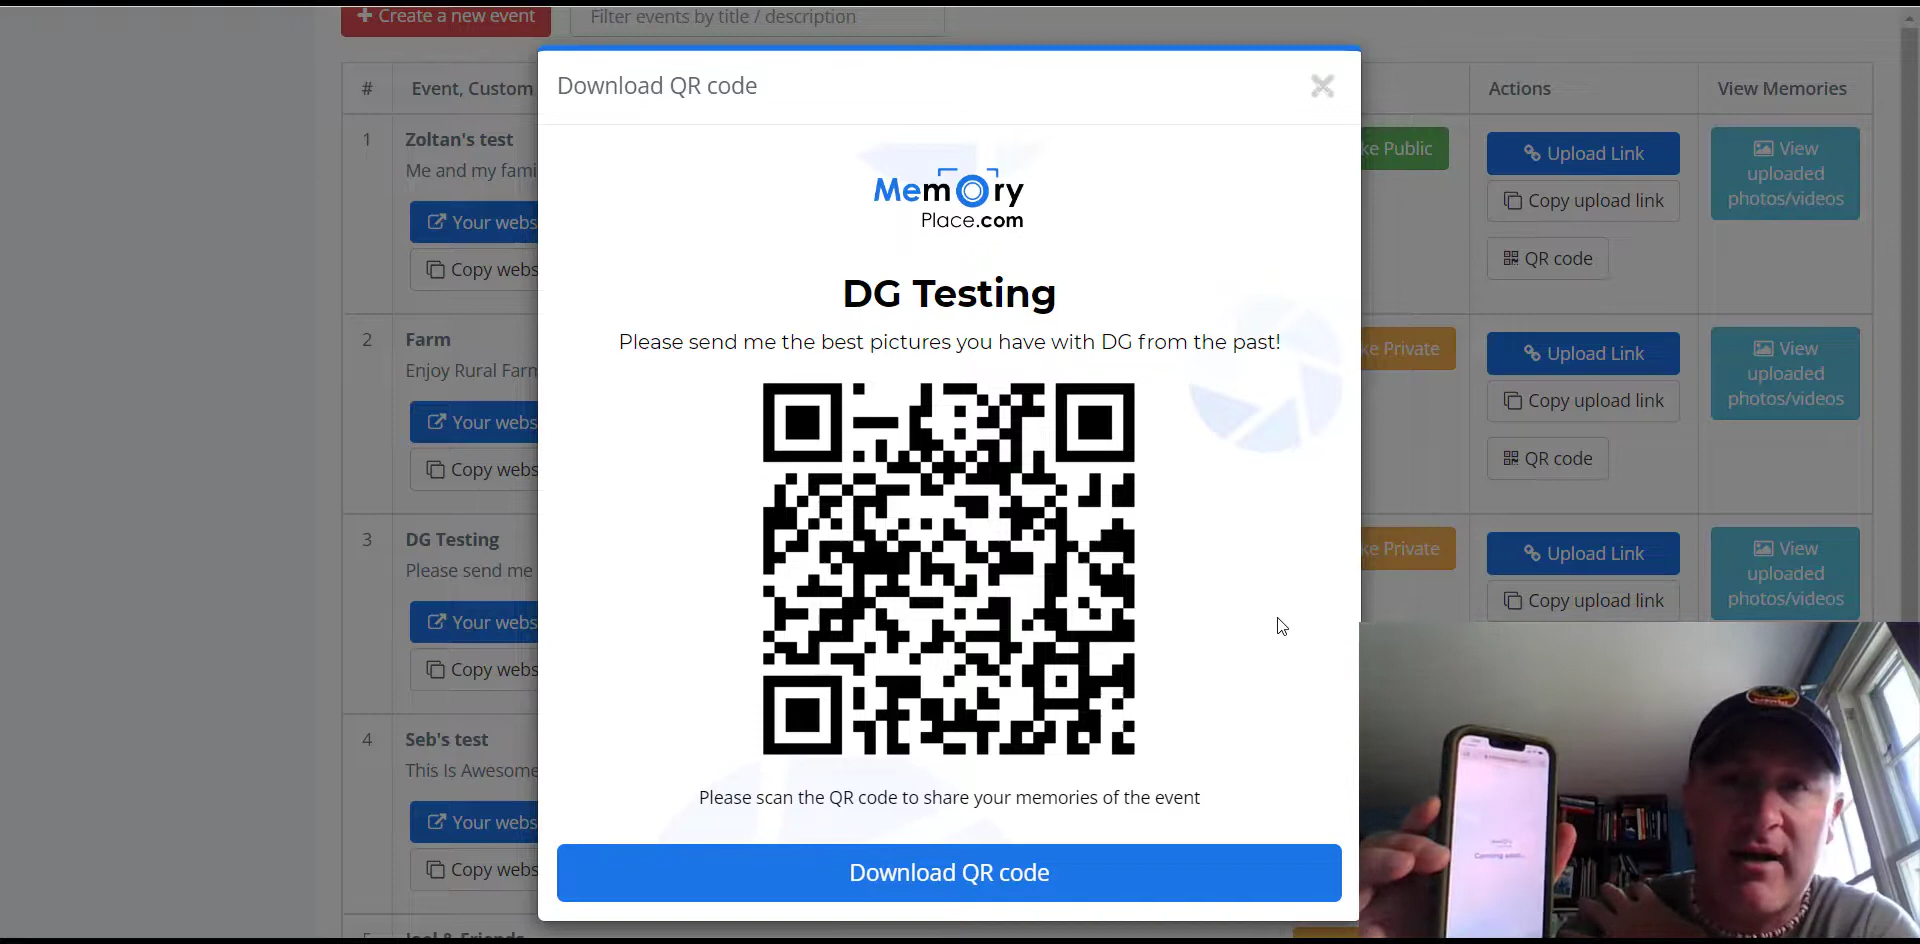 Create a new event
Filter events by title / description
Download QR code
#
Event, Custom
Actions
View Memories
Memory
Place.com
DG Testing
Please send me the best pictures you have with DG from the past!
Please scan the QR code to share your memories of the event
Download QR code
1
Zoltan's test
Me and my fami
Your webs
Copy webs
ke Public
Upload Link
Copy upload link
QR code
View
uploaded
photos/videos
2
Farm
Enjoy Rural Farm
Your webs
Copy webs
ke Private
Upload Link
Copy upload link
QR code
View
uploaded
photos/videos
3
DG Testing
Please send me
Your webs
Copy webs
ke Private
Upload Link
Copy upload link
View
uploaded
photos/videos
4
Seb's test
This Is Awesome
Your webs
Copy webs
Coming soon...